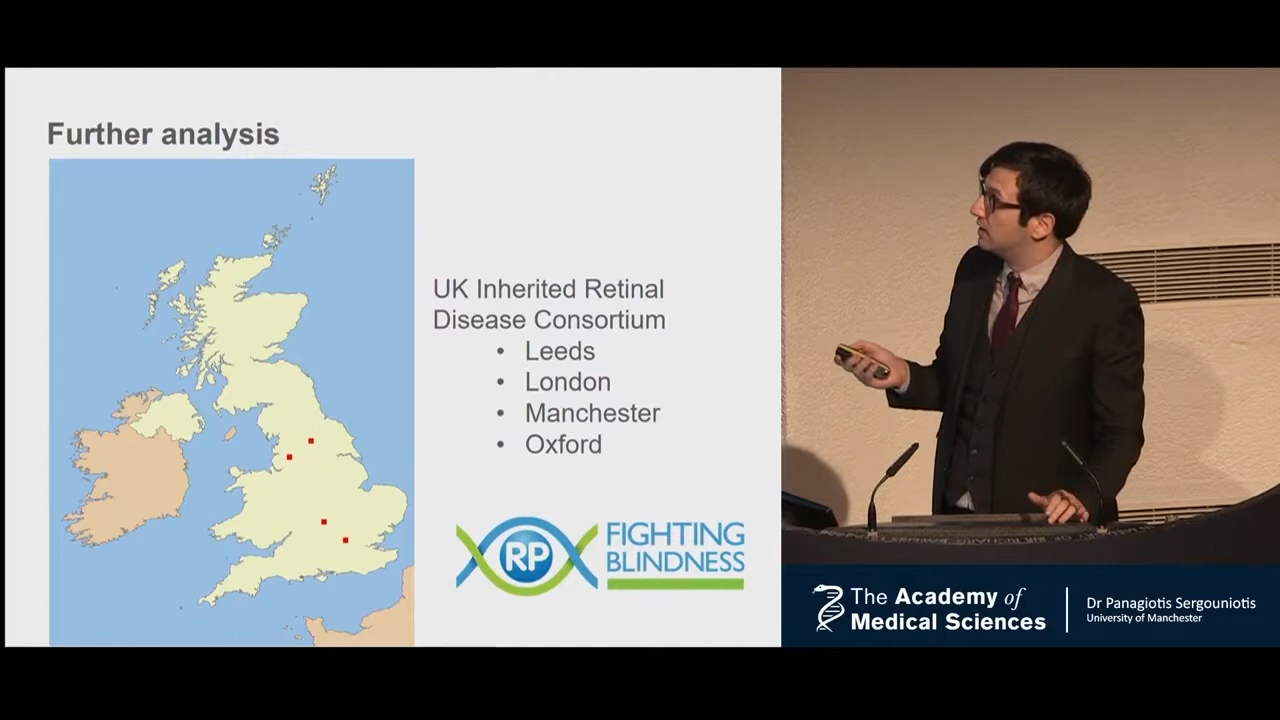 Further analysis
UK Inherited Retinal
Disease Consortium
• Leeds
• London
• Manchester
• Oxford
RP
FIGHTING
BLINDNESS
The Academy of
Medical Sciences
Dr Panagiotis Sergouniotis
University of Manchester